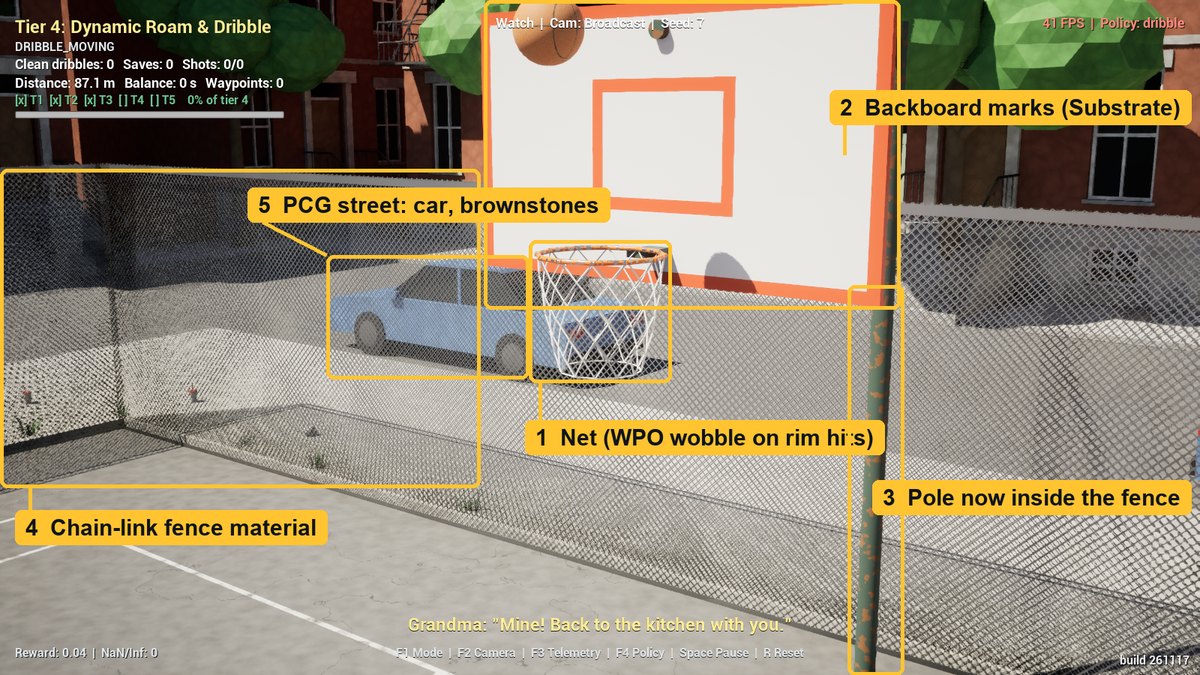 Tier 4: Dynamic Roam & Dribble
DRIBBLE_MOVING
Clean dribbles: 0 Saves: 0 Shots: 0/0
Distance: 87.1 m Balance: 0 s Waypoints: 0
[x] T1 [x] T2 [x] T3 [ ] T4 [ ] T5 0% of tier 4
Watch | Cam: Broadcast | Seed: 7
41 FPS | Policy: dribble
2 Backboard marks (Substrate)
5 PCG street: car, brownstones
1 Net (WPO wobble on rim hits)
3 Pole now inside the fence
4 Chain-link fence material
Grandma: "Mine! Back to the kitchen with you."
Reward: 0.04 | NaN/Inf: 0
F1 Mode | F2 Camera | F3 Telemetry | F4 Policy | Space Pause | R Reset
build 261117